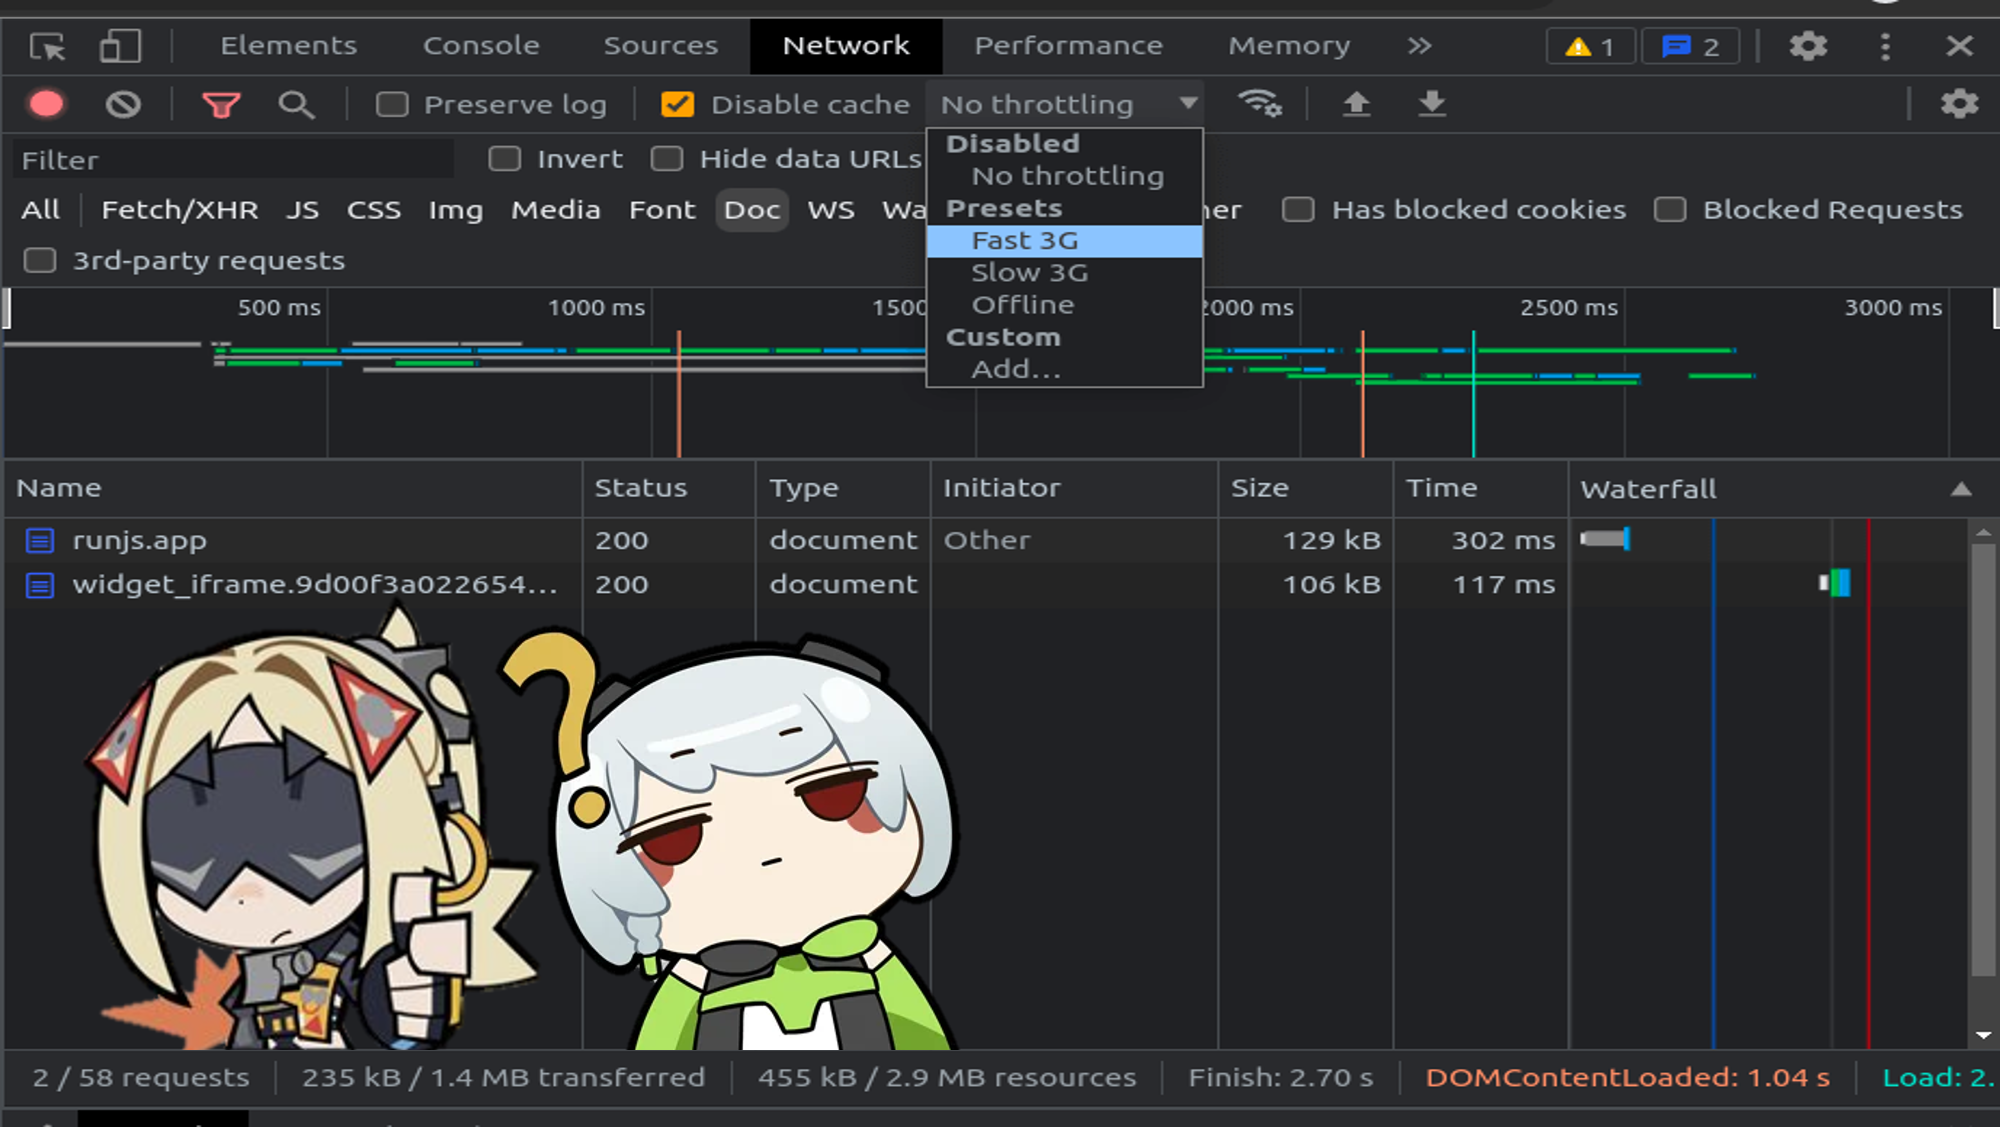 Elements Console Sources Network Performance Memory » 1 2
Preserve log Disable cache No throttling
Filter Invert Hide data URLs
Disabled
No throttling
All Fetch/XHR JS CSS Img Media Font Doc WS Has blocked cookies Blocked Requests
Presets
Fast 3G
3rd-party requests
Slow 3G
Offline
500 ms 1000 ms 1500 2000 ms 2500 ms 3000 ms
Custom
Add...
Name Status Type Initiator Size Time Waterfall
runjs.app 200 document Other 129 kB 302 ms
widget_iframe.9d00f3a022654... 200 document 106 kB 117 ms
?
2 / 58 requests 235 kB / 1.4 MB transferred 455 kB / 2.9 MB resources Finish: 2.70 s DOMContentLoaded: 1.04 s Load: 2.